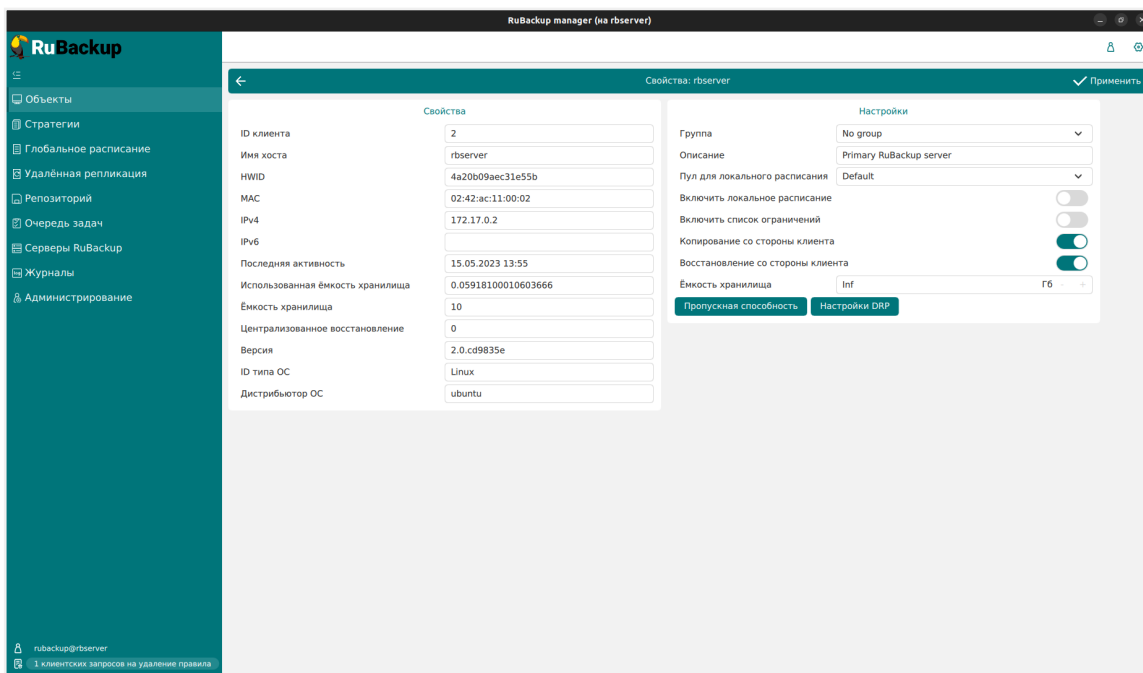 RuBackup manager (на rbserver)
RuBackup
Объекты
Стратегии
Глобальное расписание
Удалённая репликация
Репозиторий
Очередь задач
Серверы RuBackup
Журналы
Администрирование
rubackup@rbserver
1 клиентских запросов на удаление правила
Свойства: rbserver
Применить
Свойства
ID клиента 2
Имя хоста rbserver
HWID 4a20b09aec31e55b
MAC 02:42:ac:11:00:02
IPv4 172.17.0.2
IPv6
Последняя активность 15.05.2023 13:55
Использованная ёмкость хранилища 0.05918100010603666
Ёмкость хранилища 10
Централизованное восстановление 0
Версия 2.0.cd9835e
ID типа ОС Linux
Дистрибьютор ОС ubuntu
Настройки
Группа No group
Описание Primary RuBackup server
Пул для локального расписания Default
Включить локальное расписание
Включить список ограничений
Копирование со стороны клиента
Восстановление со стороны клиента
Ёмкость хранилища Inf Гб - +
Пропускная способность Настройки DRP